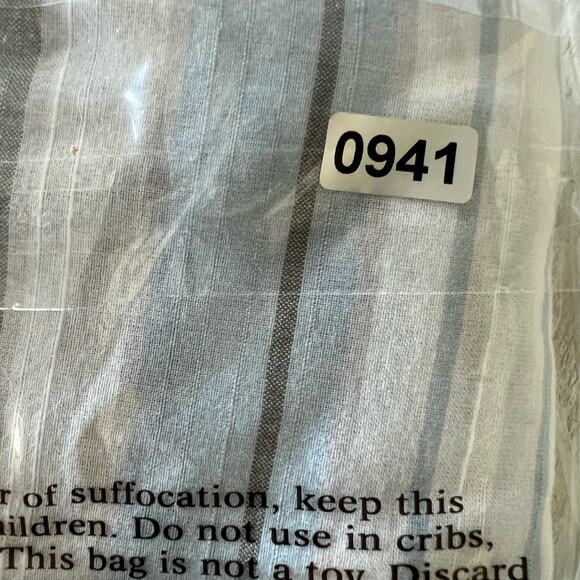 0941
r of suffocation, keep this
hildren. Do not use in cribs,
This bag is not a toy. Discard